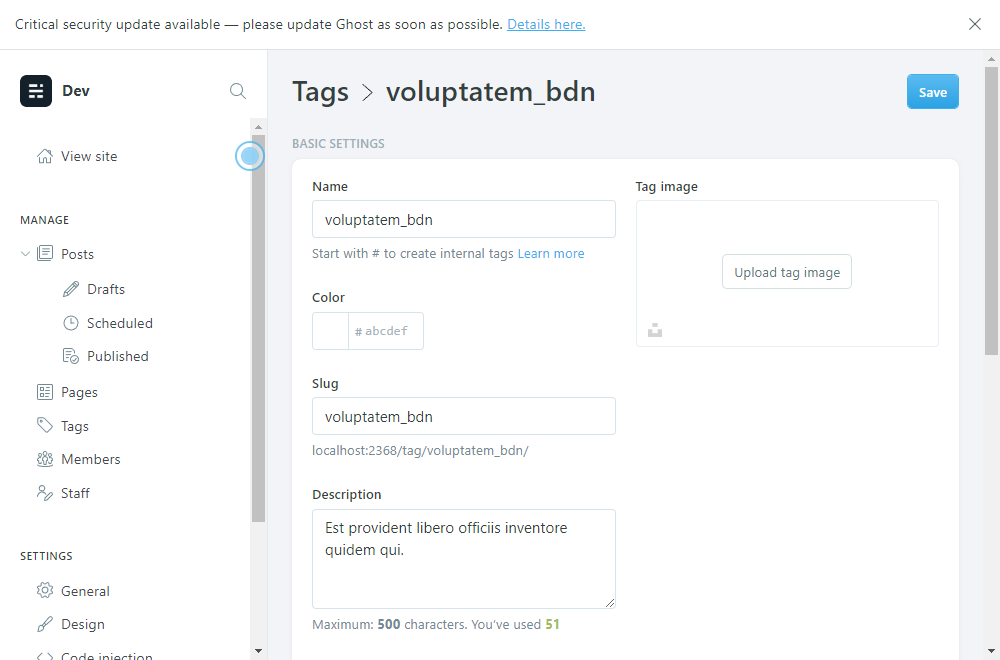 Critical security update available — please update Ghost as soon as possible. Details here.
Dev
View site
MANAGE
Posts
Drafts
Scheduled
Published
Pages
Tags
Members
Staff
SETTINGS
General
Design
Code injection
Tags > voluptatem_bdn
Save
BASIC SETTINGS
Name
voluptatem_bdn
Start with # to create internal tags Learn more
Color
# abcdef
Slug
voluptatem_bdn
localhost:2368/tag/voluptatem_bdn/
Description
Est provident libero officiis inventore
quidem qui.
Maximum: 500 characters. You've used 51
Tag image
Upload tag image